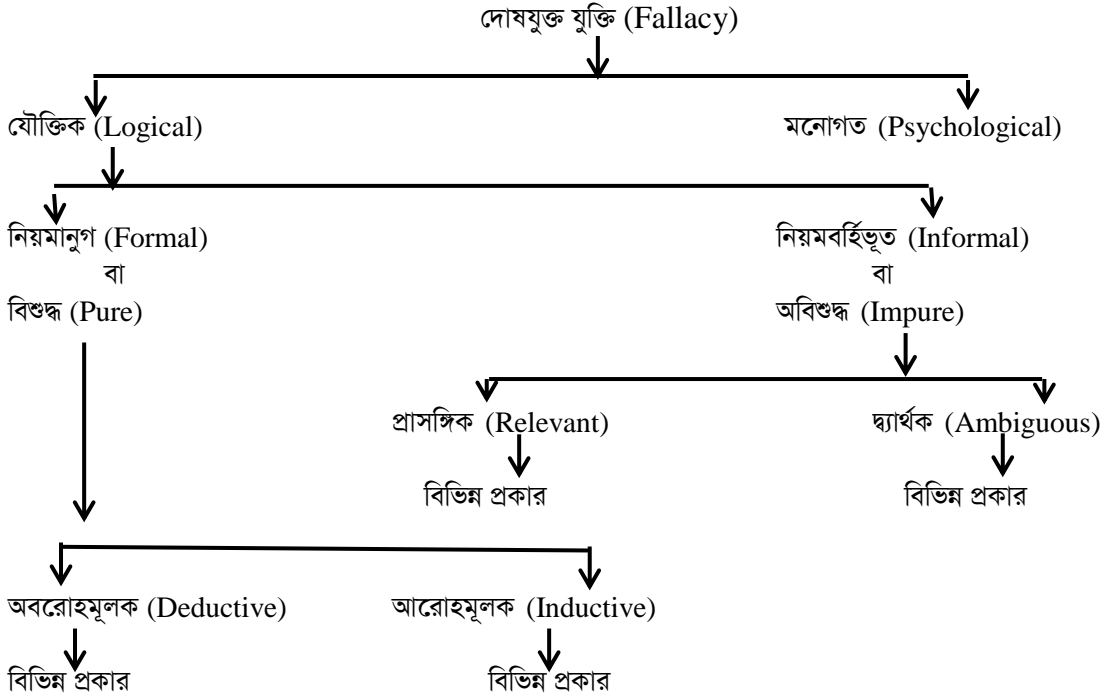 দোষযুক্ত যুক্তি (Fallacy)
যৌক্তিক (Logical) মনোগত (Psychological)
নিয়মানুগ (Formal) নিয়মবর্হিভূত (Informal)
বা বা
বিশুদ্ধ (Pure) অবিশুদ্ধ (Impure)
প্রাসঙ্গিক (Relevant) দ্ব্যার্থক (Ambiguous)
বিভিন্ন প্রকার বিভিন্ন প্রকার
অবরোহমূলক (Deductive) আরোহমূলক (Inductive)
বিভিন্ন প্রকার বিভিন্ন প্রকার